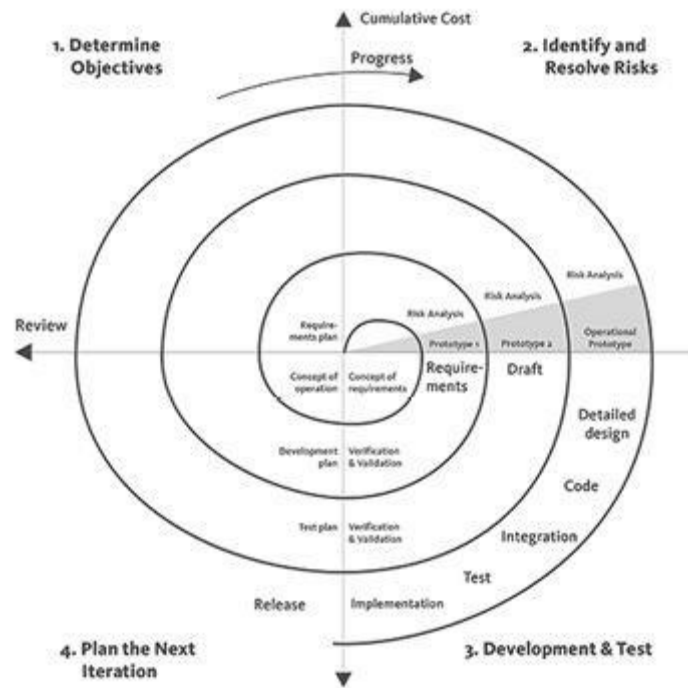 Cumulative Cost
1. Determine
Objectives
2. Identify and
Resolve Risks
Progress
Risk Analysis
Risk Analysis
Risk Analysis
Review
Require-
ments plan
Prototype 1
Prototype 2
Operational
Prototype
Concept of
operation
Concept of
requirements
Require-
ments
Draft
Detailed
design
Development
plan
Verification
& Validation
Code
Test plan
Verification
& Validation
Integration
Test
Release
Implementation
4. Plan the Next
Iteration
3. Development & Test